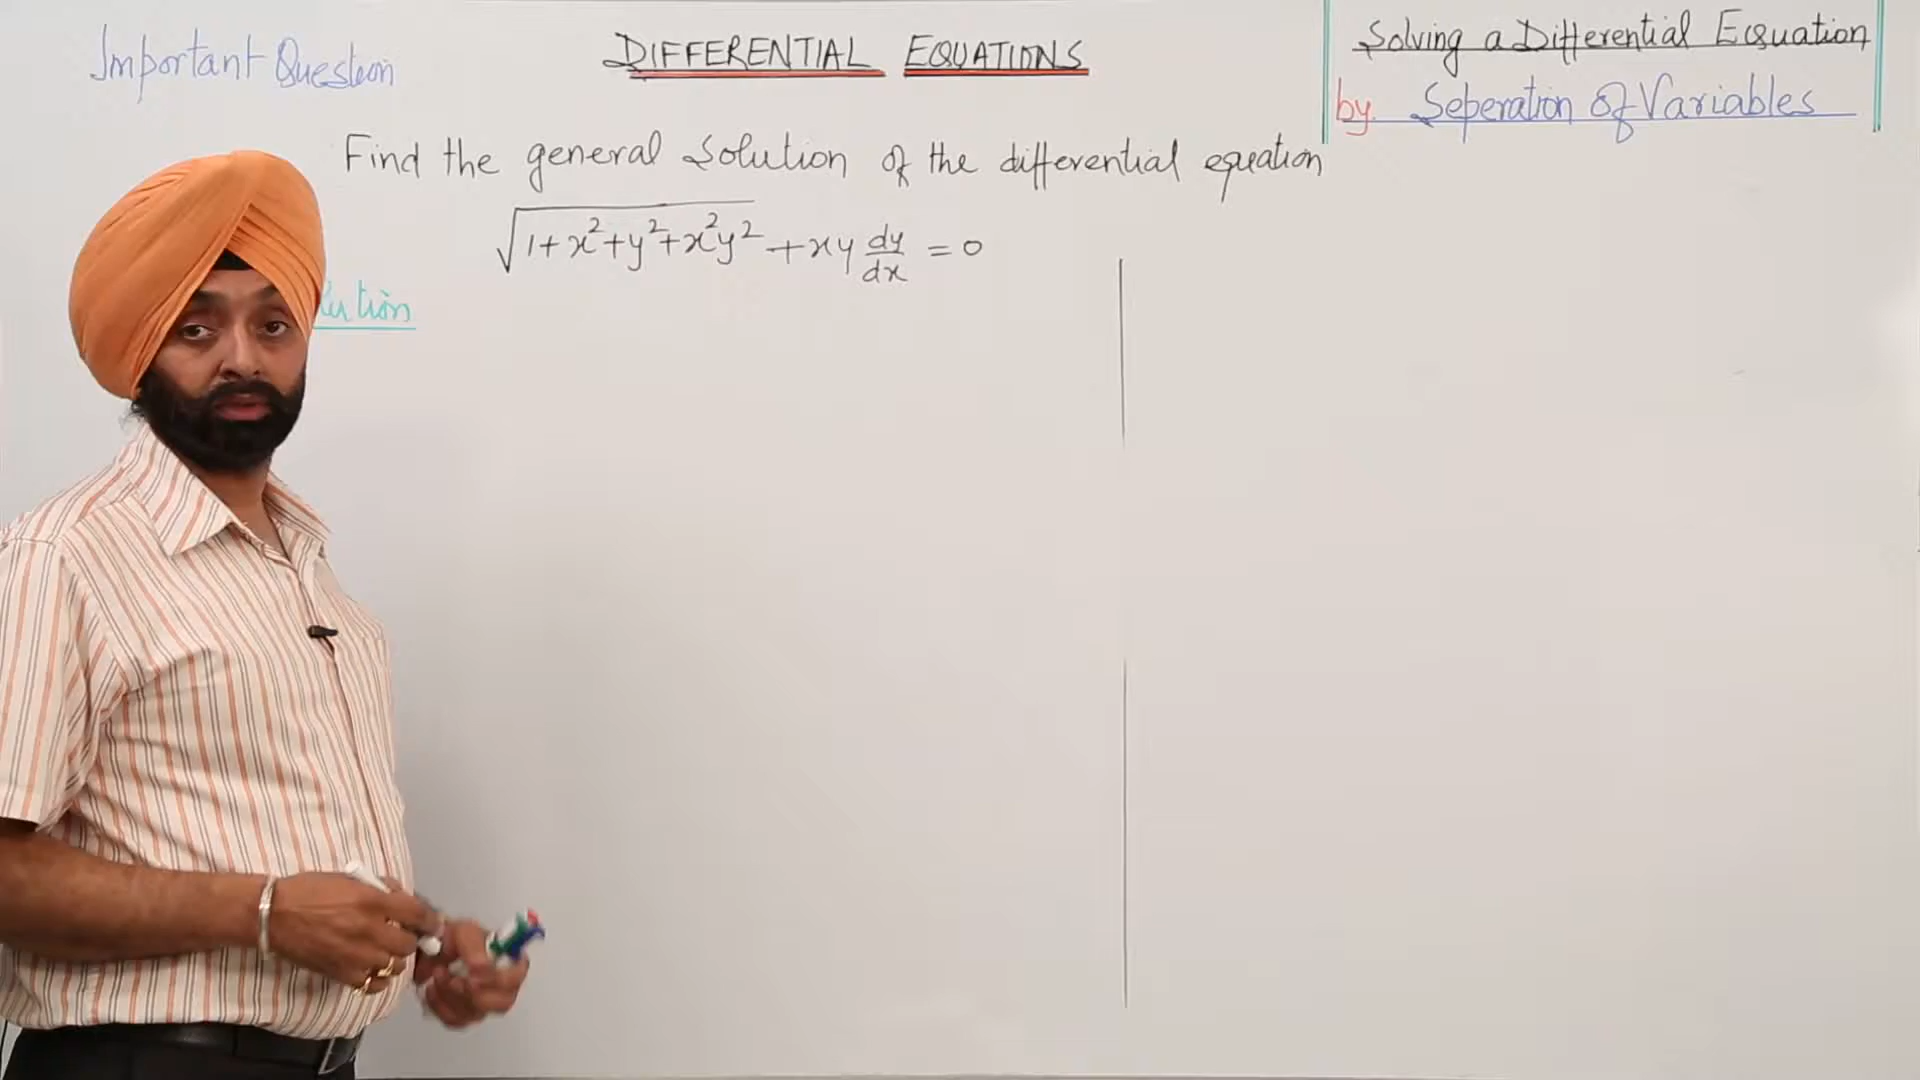 Important Question
DIFFERENTIAL EQUATIONS
Solving a Differential Equation
by. Seperation of Variables
Find the general Solution of the differential equation
√(1+x²+y²+x²y²) + xy dy/dx = 0